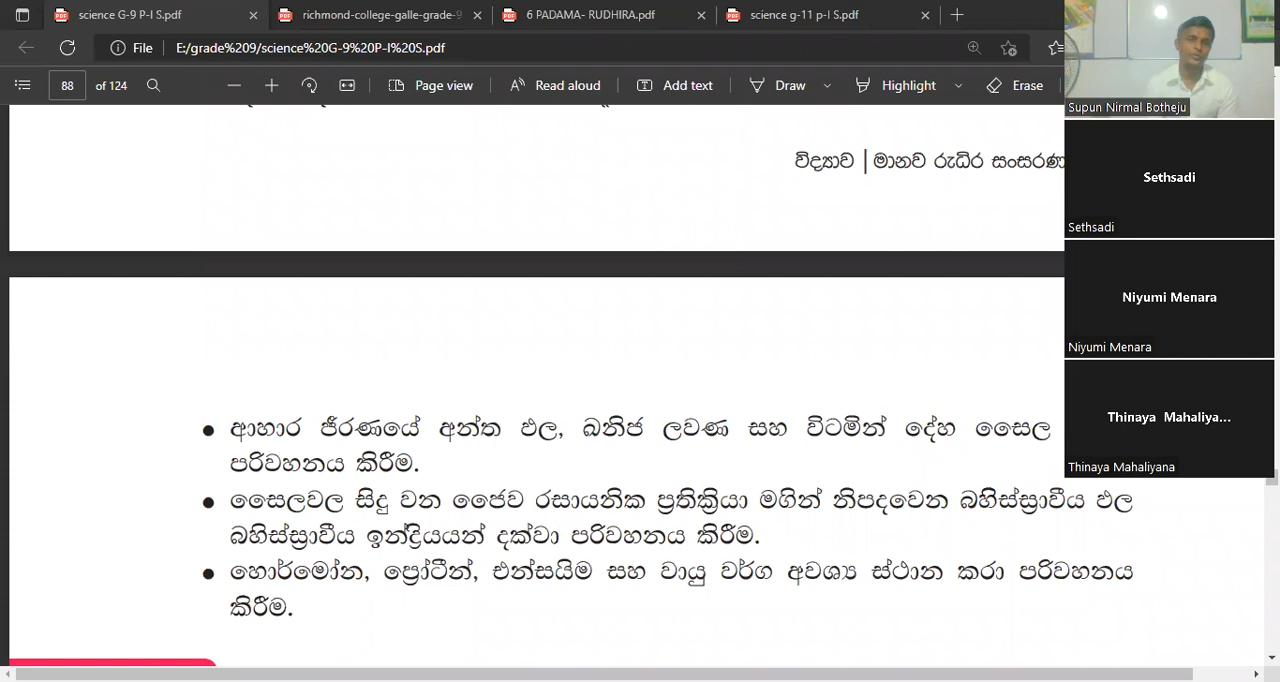 science G-9 P-I S.pdf
richmond-college-galle-grade-9
6 PADAMA- RUDHIRA.pdf
science g-11 p-I S.pdf
File
E:/grade%209/science%20G-9%20P-I%20S.pdf
88 of 124
Page view
Read aloud
Add text
Draw
Highlight
Erase
විද්‍යාව | මානව රුධිර සංසරණ
● ආහාර ජීරණයේ අන්ත ඵල, ඛනිජ ලවණ සහ විටමින් දේහ සෛල
පරිවහනය කිරීම.
● සෛලවල සිදු වන ජෛව රසායනික ප්‍රතික්‍රියා මගින් නිපදවෙන බහිස්ස්‍රාවීය ඵල
බහිස්ස්‍රාවීය ඉන්ද්‍රියයන් දක්වා පරිවහනය කිරීම.
● හොර්මෝන, ප්‍රෝටීන්, එන්සයිම සහ වායු වර්ග අවශ්‍ය ස්ථාන කරා පරිවහනය
කිරීම.
Supun Nirmal Botheju
Sethsadi
Sethsadi
Niyumi Menara
Niyumi Menara
Thinaya Mahaliya...
Thinaya Mahaliyana